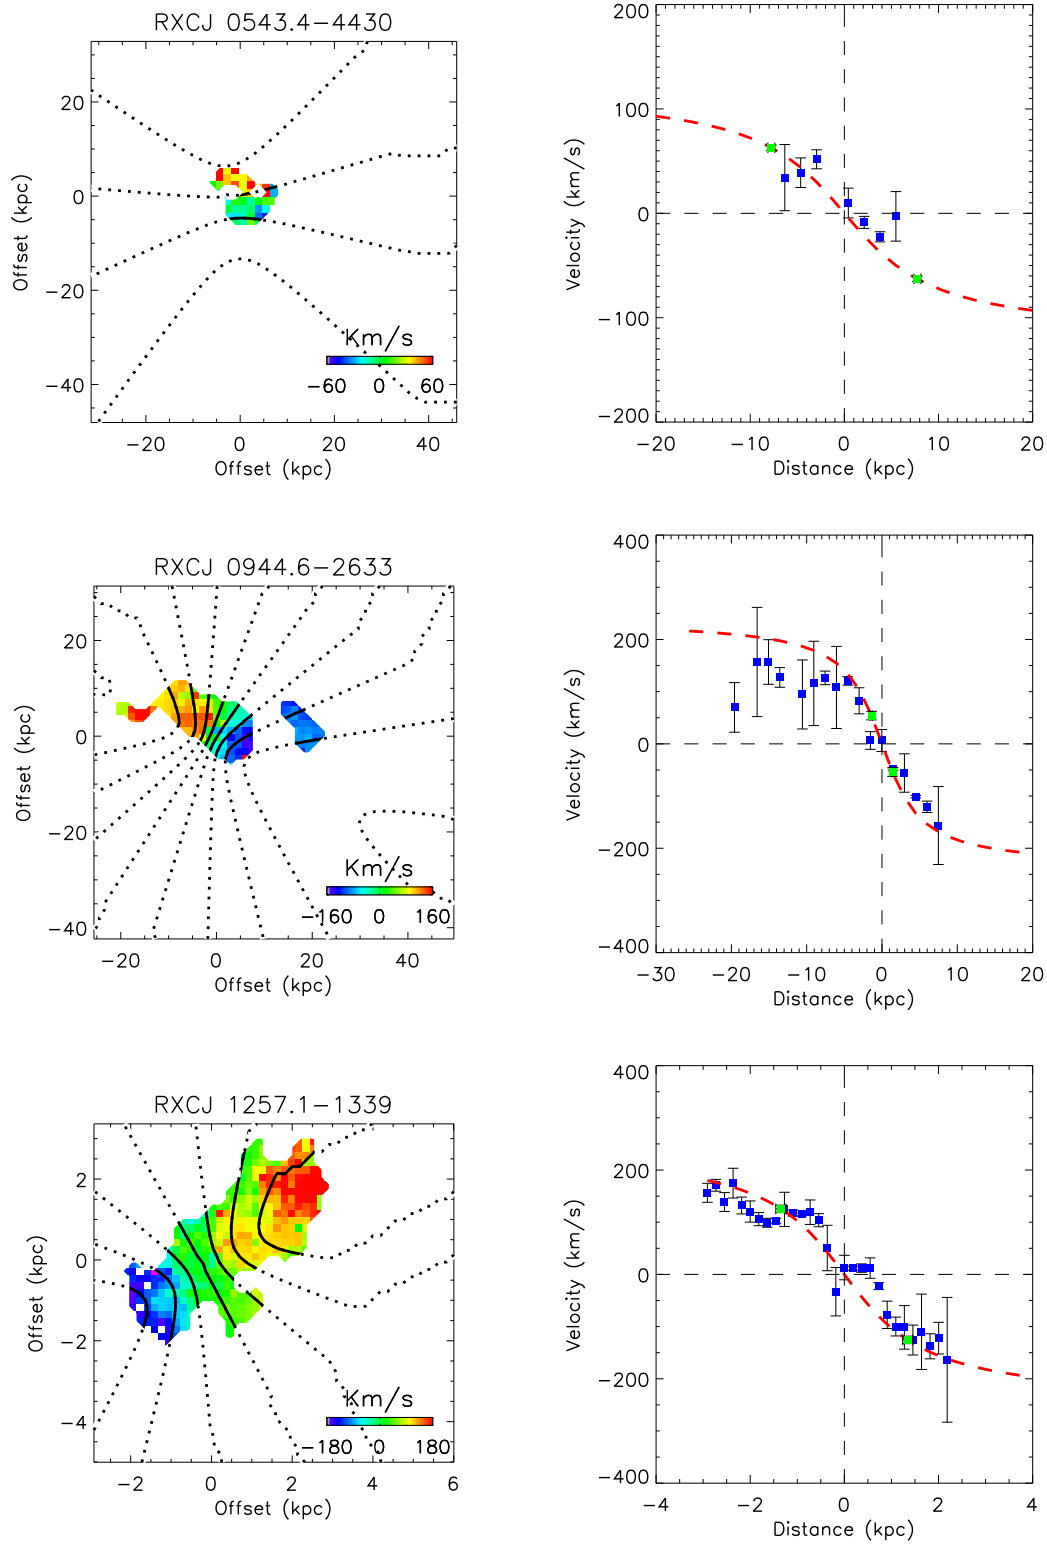 RXCJ 0543.4−4430
20
0
−20
−40
Offset (kpc)
Km/s
−60 0 60
−20 0 20 40
Offset (kpc)
200
100
0
−100
−200
Velocity (km/s)
−20 −10 0 10 20
Distance (kpc)
RXCJ 0944.6−2633
20
0
−20
−40
Offset (kpc)
Km/s
−160 0 160
−20 0 20 40
Offset (kpc)
400
200
0
−200
−400
Velocity (km/s)
−30 −20 −10 0 10 20
Distance (kpc)
RXCJ 1257.1−1339
2
0
−2
−4
Offset (kpc)
Km/s
−180 0 180
−2 0 2 4 6
Offset (kpc)
400
200
0
−200
−400
Velocity (km/s)
−4 −2 0 2 4
Distance (kpc)